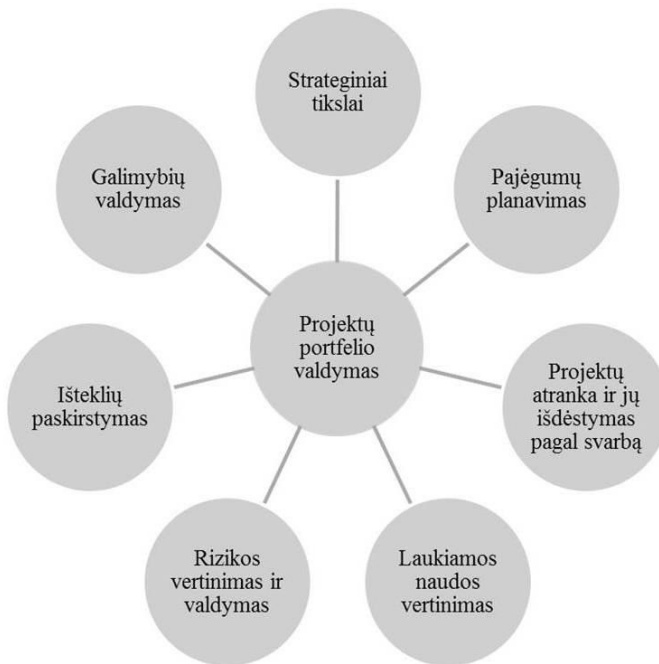 Strateginiai
tikslai
Galimybių
valdymas
Pajėgumų
planavimas
Projektų
portfelio
valdymas
Išteklių
paskirstymas
Projektų
atranka ir jų
išdėstymas
pagal svarbą
Rizikos
vertinimas ir
valdymas
Laukiamos
naudos
vertinimas